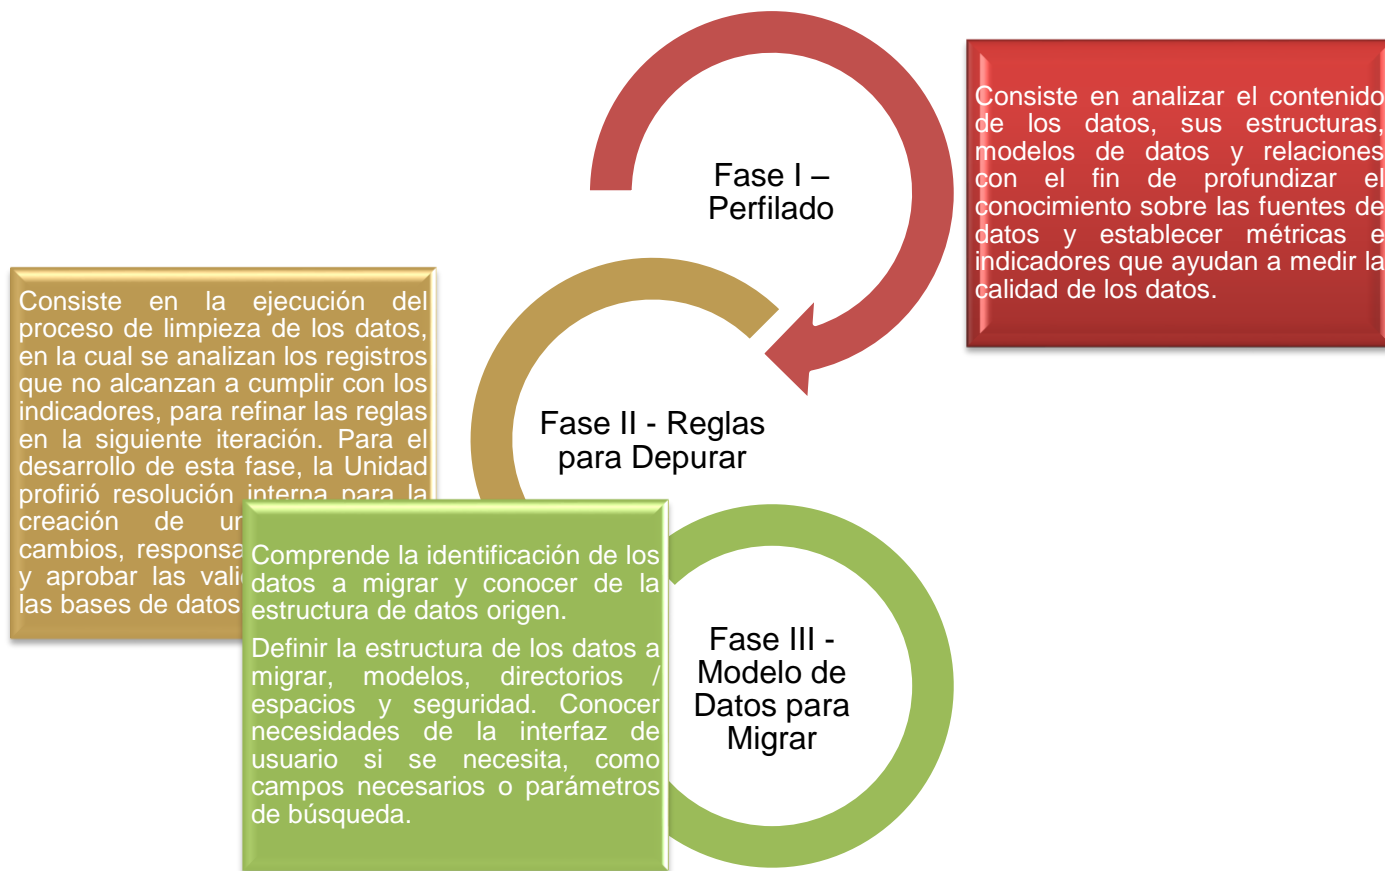 Fase I –
Perfilado
Consiste en analizar el contenido
de los datos, sus estructuras,
modelos de datos y relaciones
con el fin de profundizar el
conocimiento sobre las fuentes de
datos y establecer métricas e
indicadores que ayudan a medir la
calidad de los datos.
Fase II - Reglas
para Depurar
Consiste en la ejecución del
proceso de limpieza de los datos,
en la cual se analizan los registros
que no alcanzan a cumplir con los
indicadores, para refinar las reglas
en la siguiente iteración. Para el
desarrollo de esta fase, la Unidad
profirió resolución interna para la
creación de
cambios,
y aprobar las
las bases de datos
Fase III -
Modelo de
Datos para
Migrar
Comprende la identificación de los
datos a migrar y conocer de la
estructura de datos origen.
Definir la estructura de los datos a
migrar, modelos, directorios /
espacios y seguridad. Conocer
necesidades de la interfaz de
usuario si se necesita, como
campos necesarios o parámetros
de búsqueda.